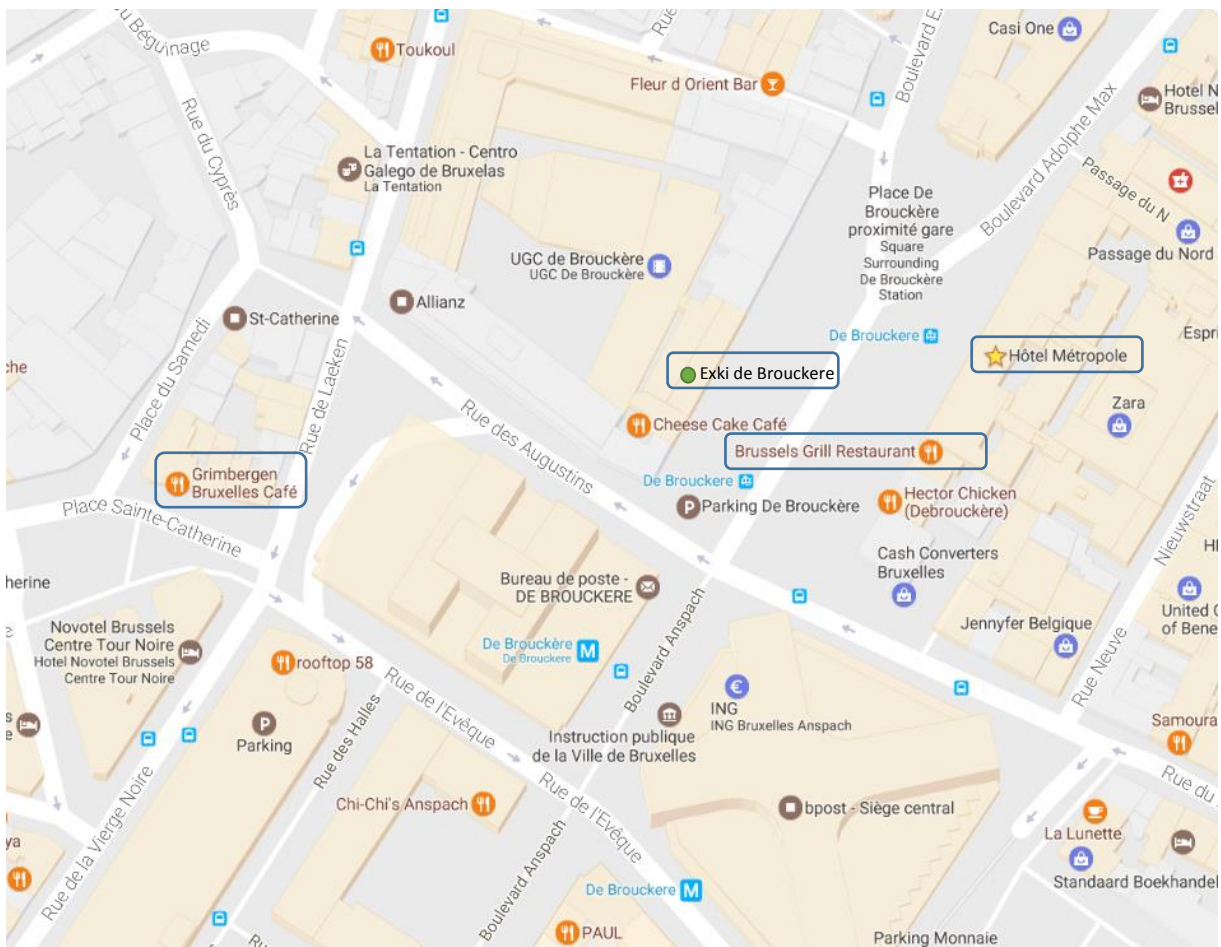 Du Béguinage
Toukoul
Rue
Boulevard E
Casi One
Hotel N
Brussel
Fleur d Orient Bar
Boulevard Adolphe Max
Rue du Cyprès
La Tentation - Centro
Galego de Bruxelas
La Tentation
Place De
Brouckère
proximité gare
Square
Surrounding
De Brouckère
Station
Passage du N
Passage du Nord
UGC de Brouckère
UGC De Brouckère
Allianz
St-Catherine
Place du Samedi
Rue de Laeken
De Brouckere
Hôtel Métropole
Espri
che
Exki de Brouckere
Zara
Cheese Cake Café
Rue des Augustins
Brussels Grill Restaurant
De Brouckere
Grimbergen
Bruxelles Café
Place Sainte-Catherine
P Parking De Brouckère
Hector Chicken
(Debrouckère)
Nieuwstraat
Cash Converters
Bruxelles
HI
herine
Bureau de poste -
DE BROUCKERE
Boulevard Anspach
United C
of Bene
Jennyfer Belgique
Novotel Brussels
Centre Tour Noire
Hotel Novotel Brussels
Centre Tour Noire
De Brouckère M
De Brouckere
rooftop 58
Rue de l'Evêque
Rue Neuve
ING
ING Bruxelles Anspach
P
Parking
Rue des Halles
Instruction publique
de la Ville de Bruxelles
Samoura
Rue du
Chi-Chi's Anspach
Rue de l'Evêque
bpost - Siège central
Rue de la Vierge Noire
La Lunette
ya
Boulevard Anspach
De Brouckere M
Standaard Boekhandel
PAUL
Parking Monnaie